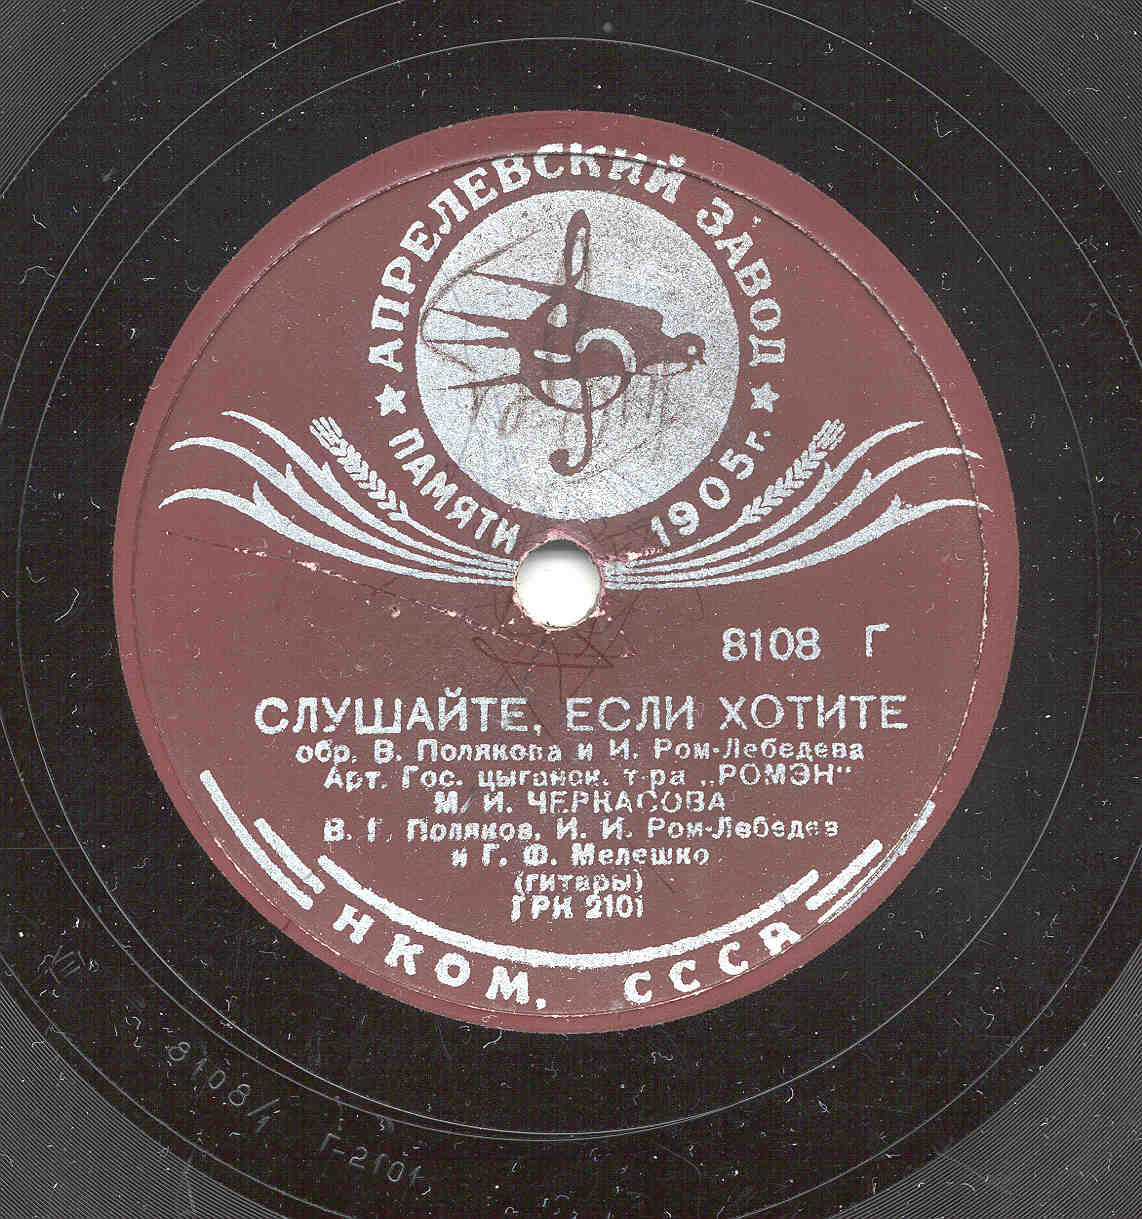 АПРЕЛЕВСКИЙ ЗАВОД
★ ПАМЯТИ 1905г. ★
8108 Г
СЛУШАЙТЕ, ЕСЛИ ХОТИТЕ
обр. В. Полякова и И. Ром-Лебедева
Арт. Гос. цыганск. т-ра „РОМЭН“
М. И. ЧЕРКАСОВА
В. Г. Поляков, И. И. Ром-Лебедев
и Г. Ф. Мелешко
(гитары)
ГРК 2101
НКОМ, СССР
8108/1 Г-2101